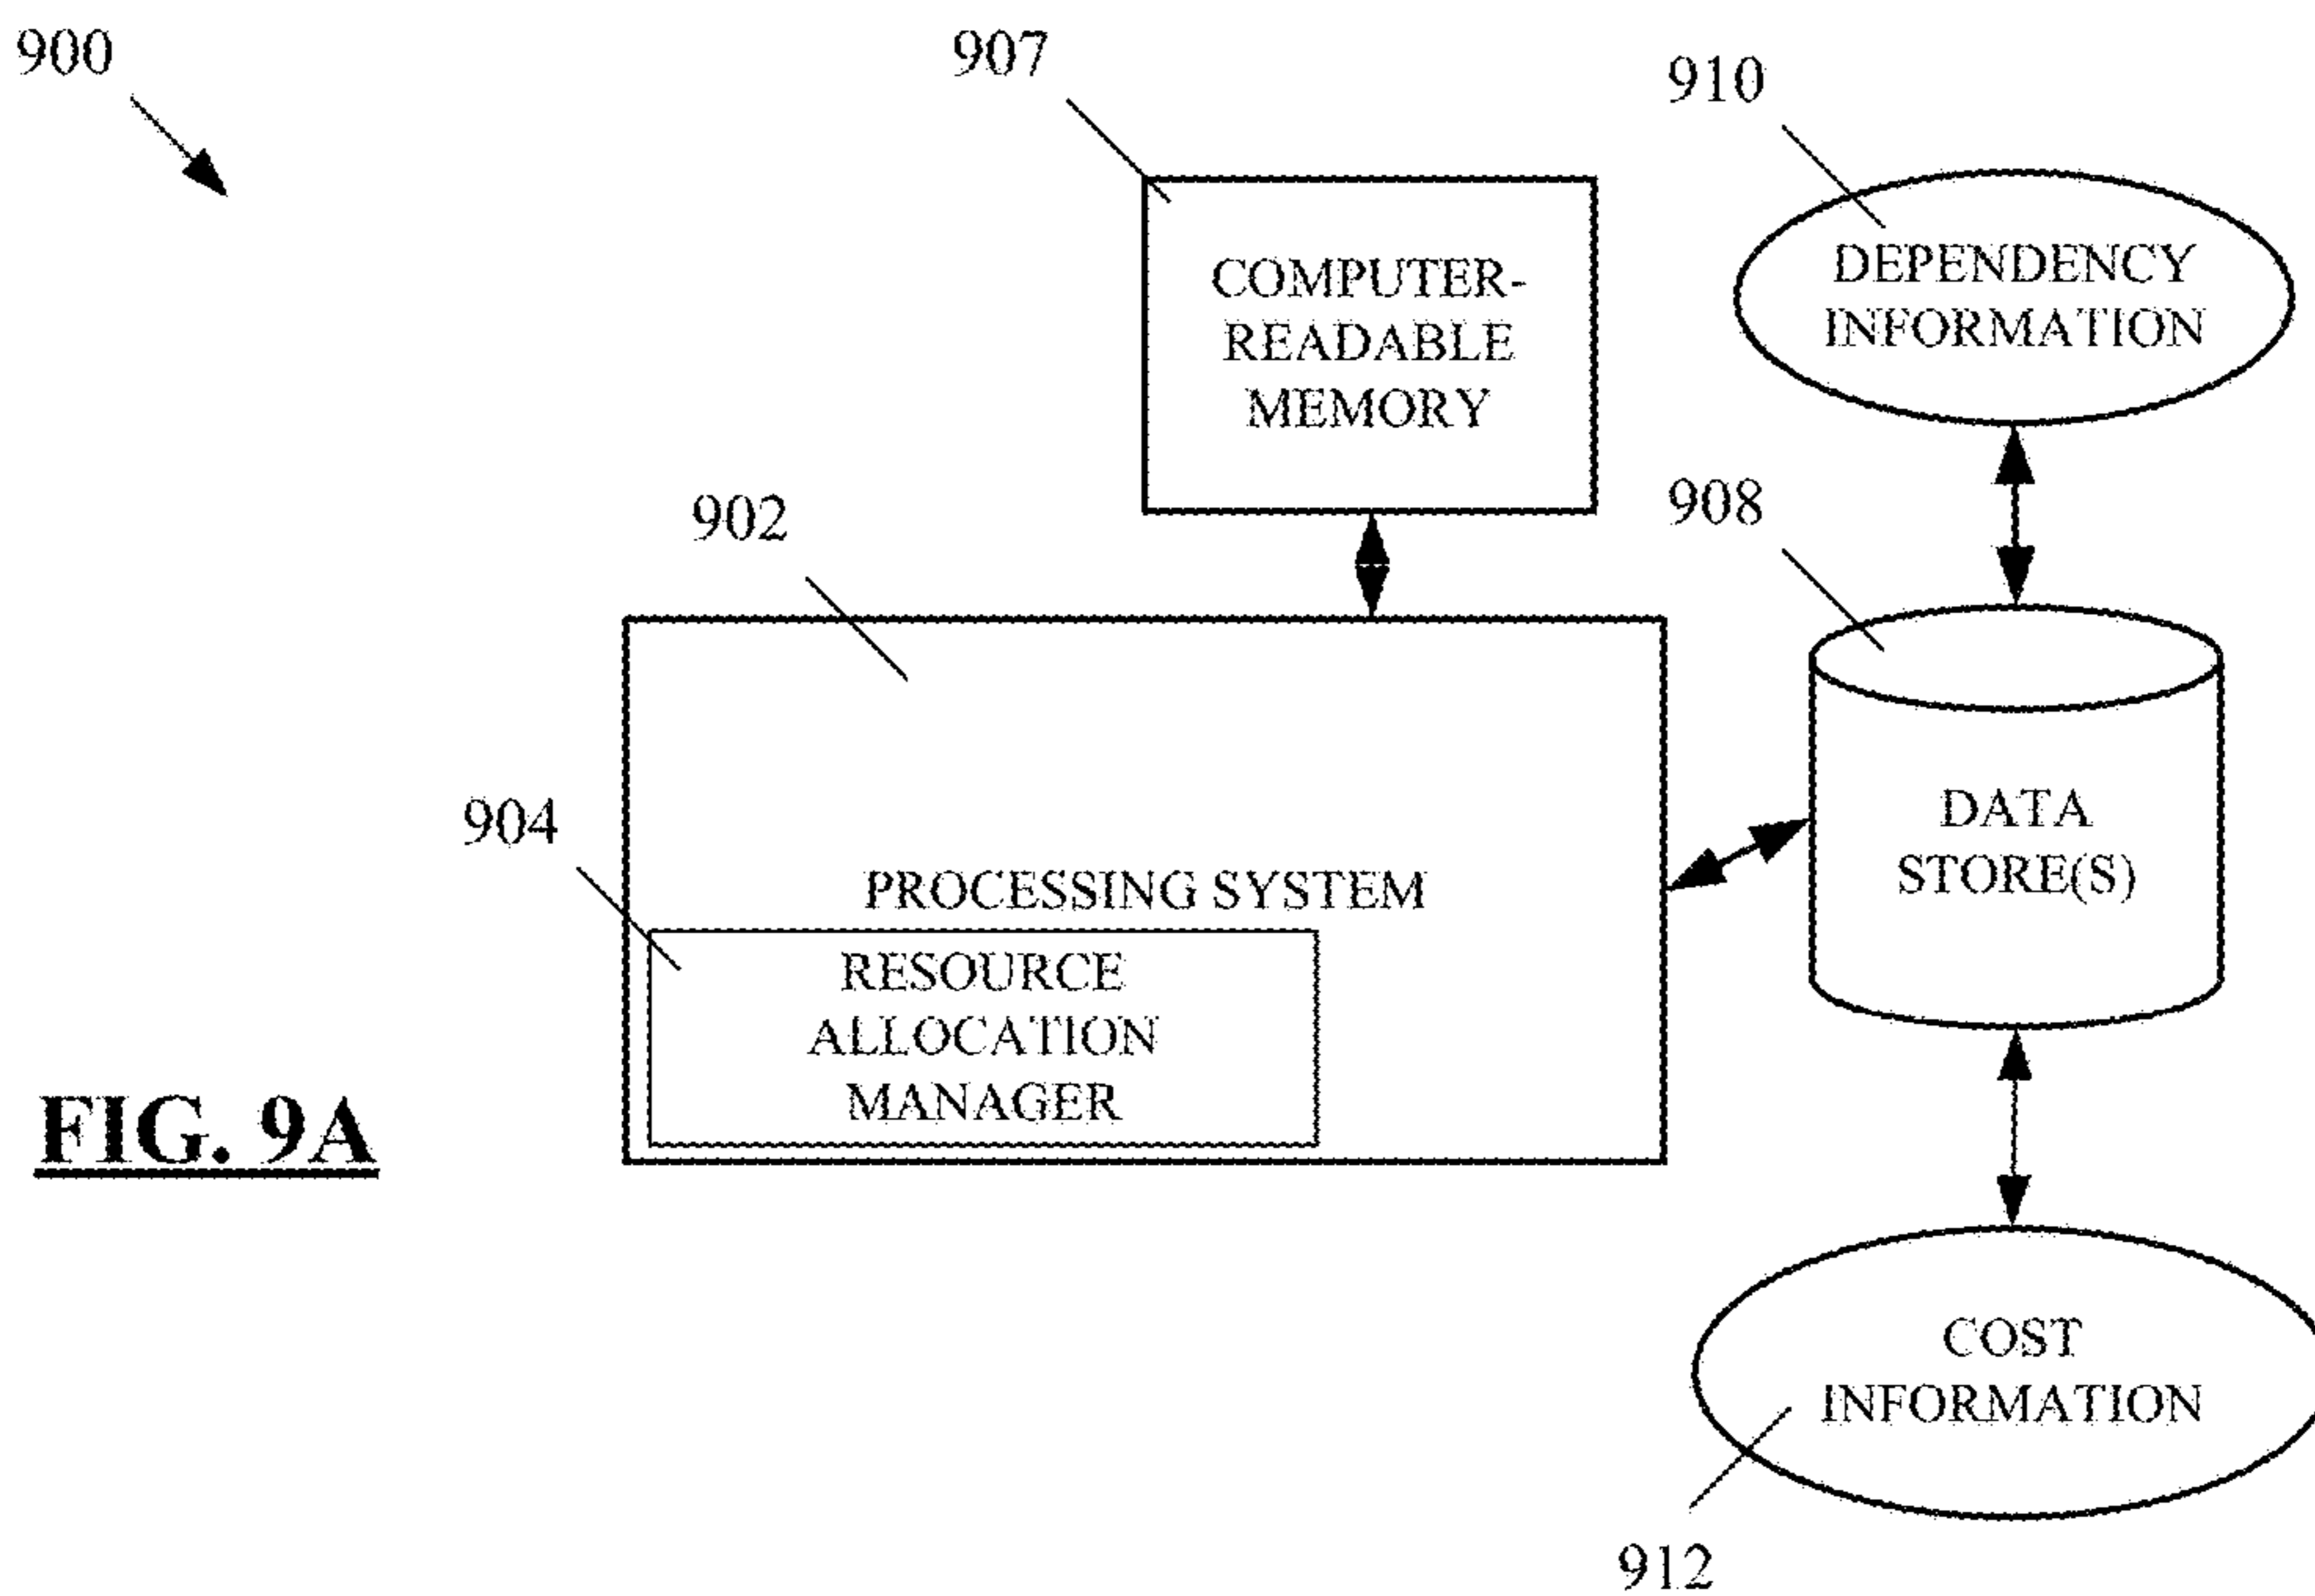 900
907
910
COMPUTER-
READABLE
MEMORY
DEPENDENCY
INFORMATION
902
908
904
PROCESSING SYSTEM
DATA
STORE(S)
RESOURCE
ALLOCATION
MANAGER
FIG. 9A
COST
INFORMATION
912